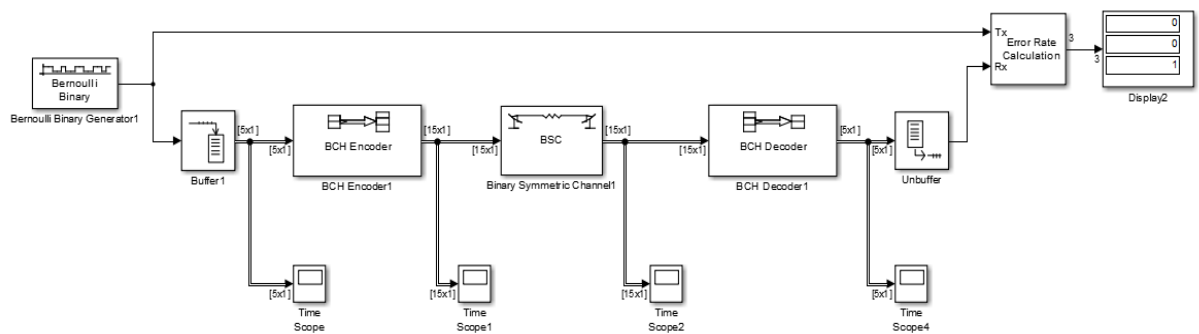 Bernoulli
Binary
Bernoulli Binary Generator1
Buffer1
[5x1]
[5x1]
BCH Encoder
BCH Encoder1
[15x1]
[15x1]
BSC
Binary Symmetric Channel1
[15x1]
[15x1]
BCH Decoder
BCH Decoder1
[5x1]
[5x1]
Unbuffer
Tx
Rx
Error Rate
Calculation
3
3
0
0
1
Display2
[5x1]
Time
Scope
[15x1]
Time
Scope1
[15x1]
Time
Scope2
[5x1]
Time
Scope4